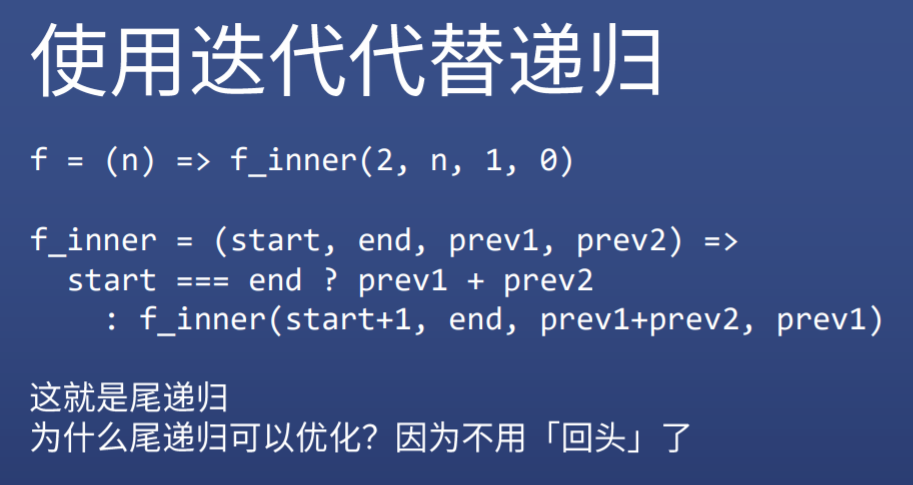 使用迭代代替递归
f = (n) => f_inner(2, n, 1, 0)
f_inner = (start, end, prev1, prev2) =>
start === end ? prev1 + prev2
: f_inner(start+1, end, prev1+prev2, prev1)
这就是尾递归
为什么尾递归可以优化？因为不用「回头」了